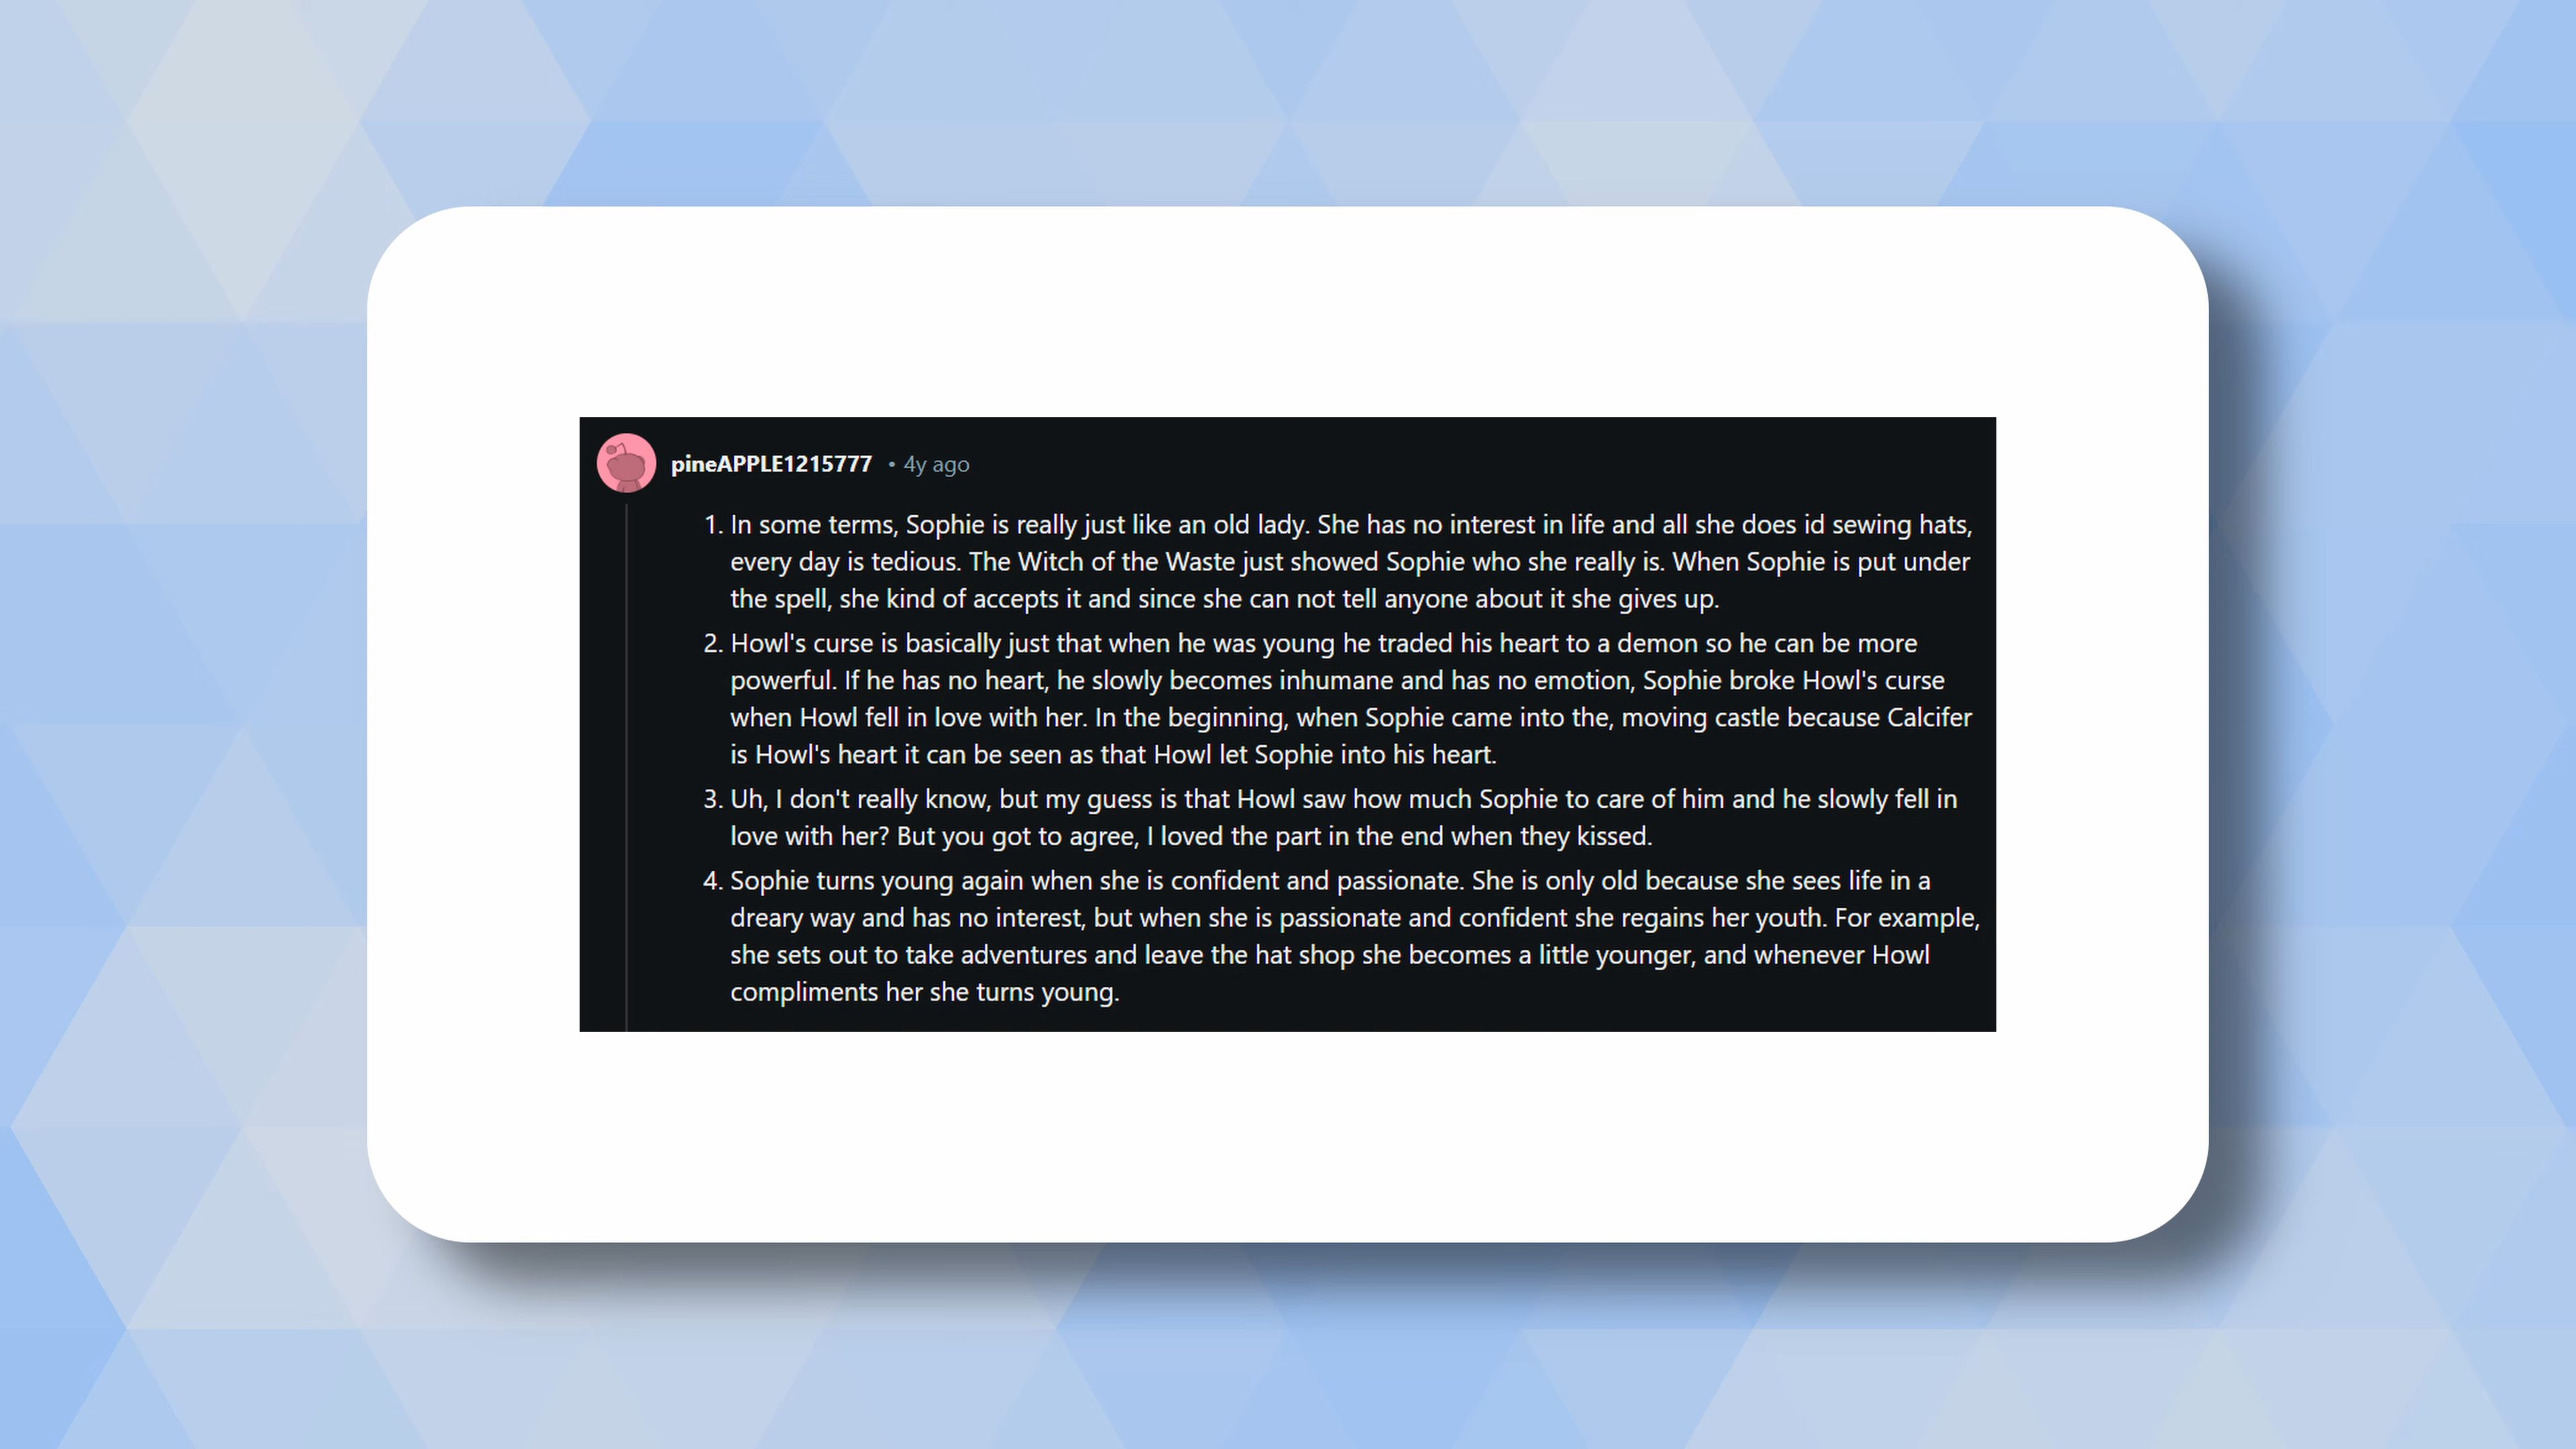 pineAPPLE1215777 • 4y ago
1. In some terms, Sophie is really just like an old lady. She has no interest in life and all she does id sewing hats,
every day is tedious. The Witch of the Waste just showed Sophie who she really is. When Sophie is put under
the spell, she kind of accepts it and since she can not tell anyone about it she gives up.
2. Howl's curse is basically just that when he was young he traded his heart to a demon so he can be more
powerful. If he has no heart, he slowly becomes inhumane and has no emotion, Sophie broke Howl's curse
when Howl fell in love with her. In the beginning, when Sophie came into the, moving castle because Calcifer
is Howl's heart it can be seen as that Howl let Sophie into his heart.
3. Uh, I don't really know, but my guess is that Howl saw how much Sophie to care of him and he slowly fell in
love with her? But you got to agree, I loved the part in the end when they kissed.
4. Sophie turns young again when she is confident and passionate. She is only old because she sees life in a
dreary way and has no interest, but when she is passionate and confident she regains her youth. For example,
she sets out to take adventures and leave the hat shop she becomes a little younger, and whenever Howl
compliments her she turns young.